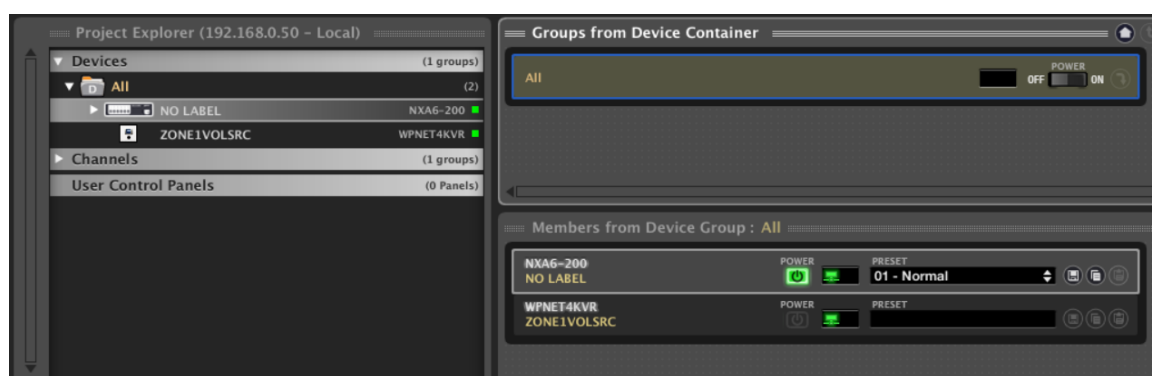 Project Explorer (192.168.0.50 – Local)
Devices (1 groups)
All (2)
NO LABEL NXA6-200
ZONE1VOLSRC WPNET4KVR
Channels (1 groups)
User Control Panels (0 Panels)
Groups from Device Container
All
POWER
OFF ON
Members from Device Group : All
NXA6-200 POWER PRESET
NO LABEL 01 - Normal
WPNET4KVR POWER PRESET
ZONE1VOLSRC